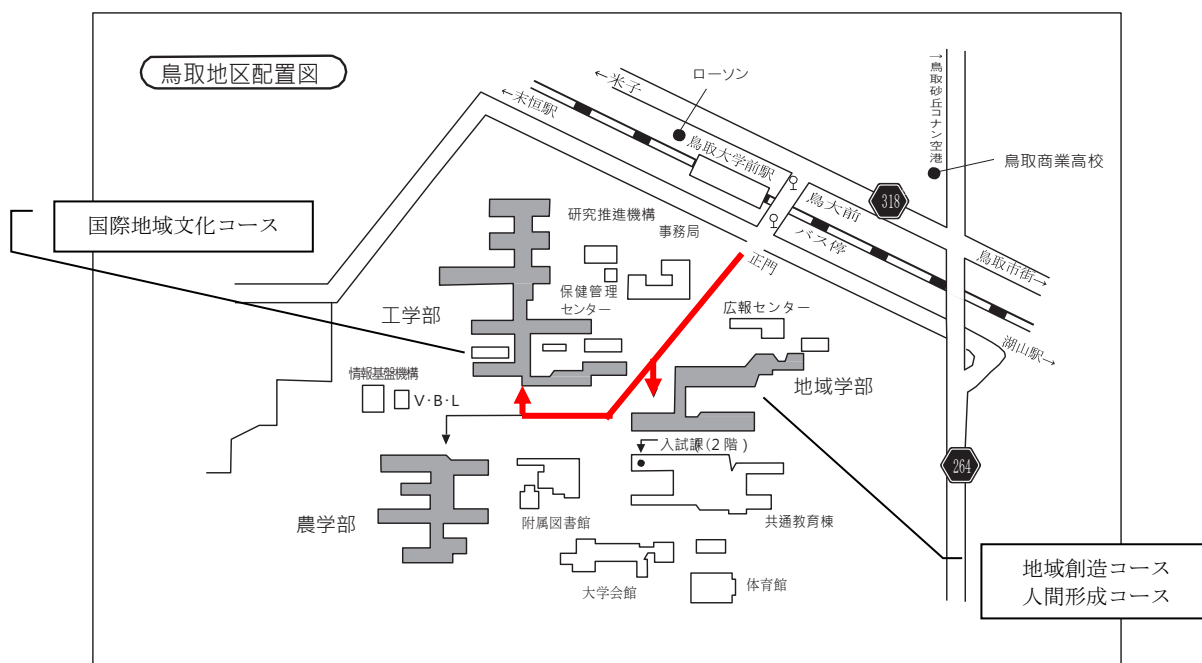 鳥取地区配置図
ローソン
←米子
←末恒駅
→鳥取砂丘コナン空港
鳥取商業高校
鳥取大学前駅
318
鳥大前
バス停
鳥取市街→
国際地域文化コース
研究推進機構
事務局
正門
保健管理
センター
広報センター
工学部
湖山駅→
情報基盤機構
V･B･L
地域学部
入試課(2階)
264
農学部
附属図書館
共通教育棟
大学会館
体育館
地域創造コース
人間形成コース